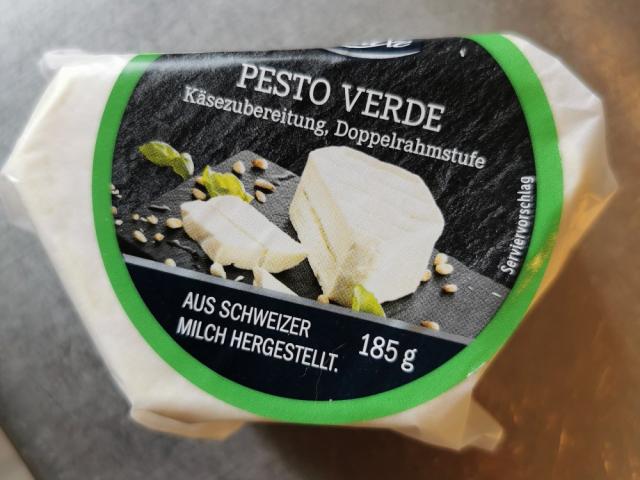 PESTO VERDE
Käsezubereitung, Doppelrahmstufe
Serviervorschlag
AUS SCHWEIZER
MILCH HERGESTELLT.
185 g